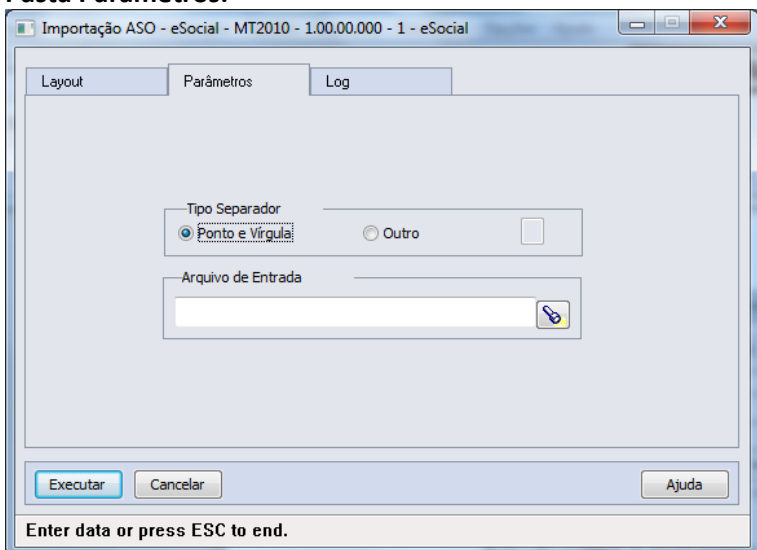 Pasta Parâmetros:
Importação ASO - eSocial - MT2010 - 1.00.00.000 - 1 - eSocial
Layout Parâmetros Log
Tipo Separador
Ponto e Vírgula Outro
Arquivo de Entrada
Executar Cancelar Ajuda
Enter data or press ESC to end.